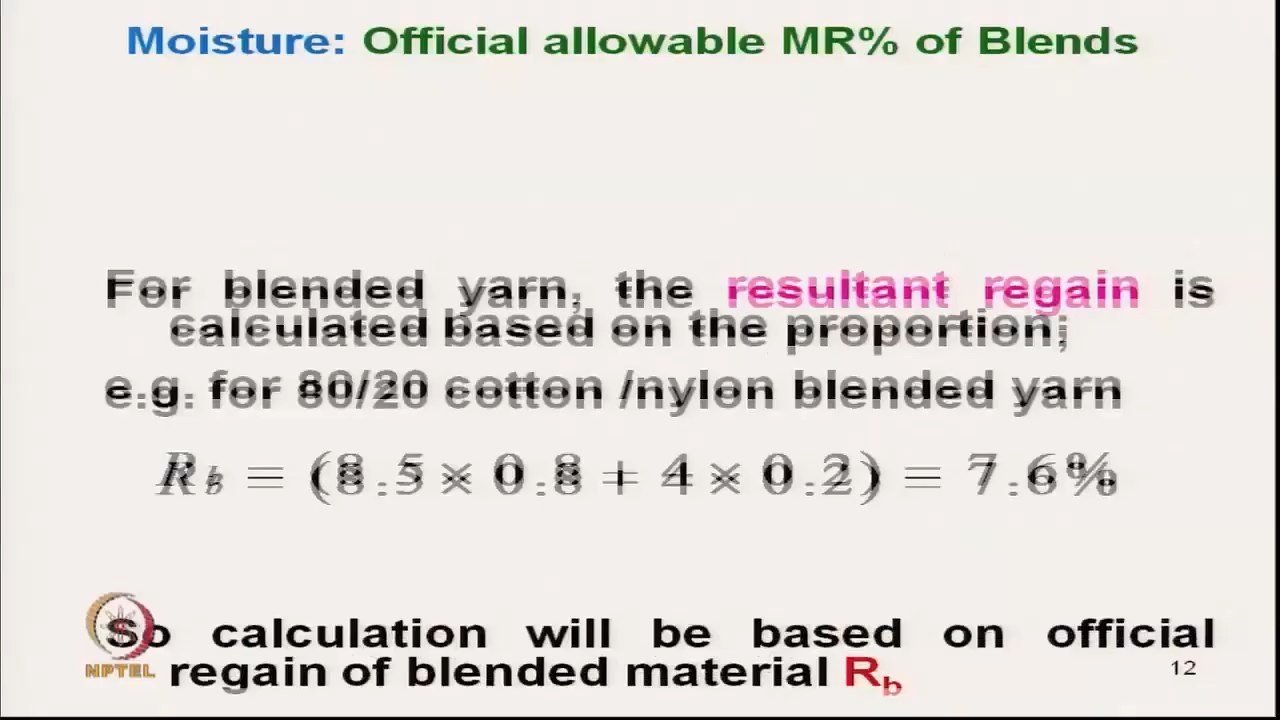 Moisture: Official allowable MR% of Blends
For blended yarn, the resultant regain is
calculated based on the proportion;
e.g. for 80/20 cotton /nylon blended yarn
R_b = (8.5 × 0.8 + 4 × 0.2) = 7.6%
So calculation will be based on official
regain of blended material R_b
NPTEL
12